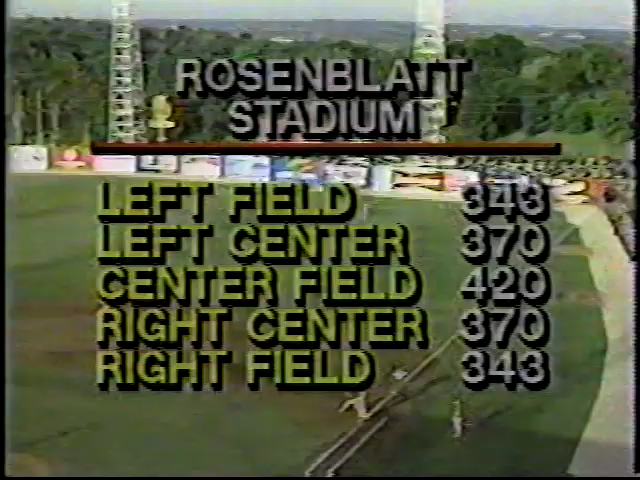 ROSENBLATT
STADIUM
LEFT FIELD 343
LEFT CENTER 370
CENTER FIELD 420
RIGHT CENTER 370
RIGHT FIELD 343